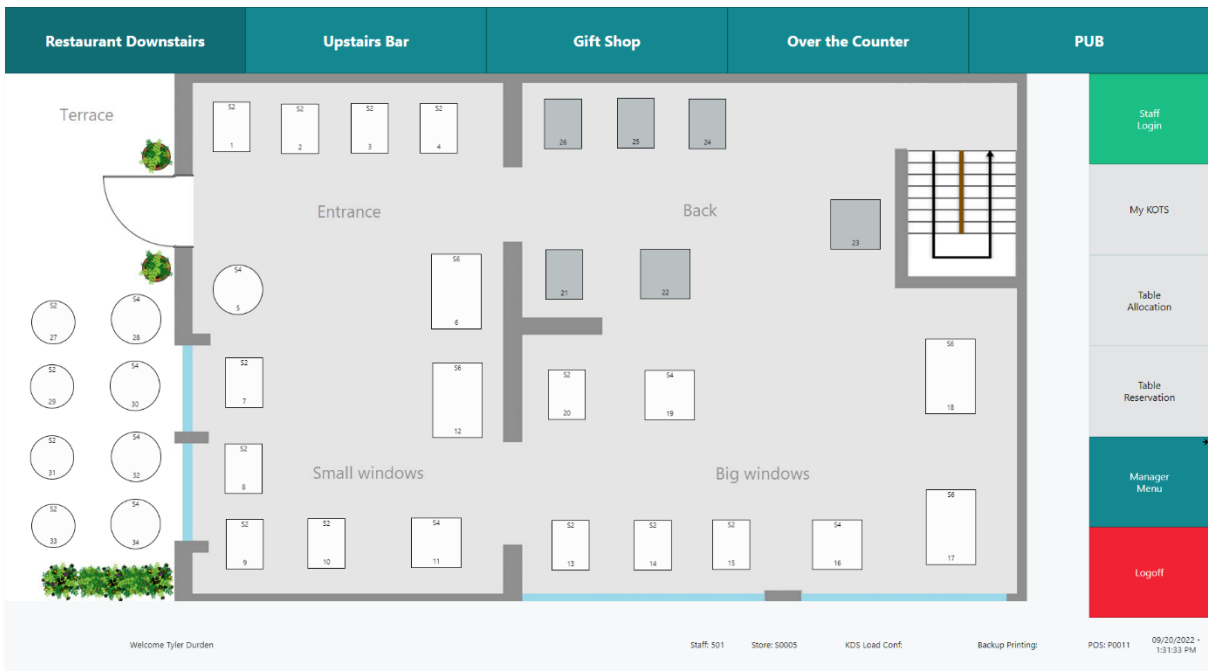 Restaurant Downstairs
Upstairs Bar
Gift Shop
Over the Counter
PUB
Terrace
S2
1
S2
2
S2
3
S2
4
26
25
24
Staff
Login
Entrance
Back
23
My KOTS
S4
5
S6
6
21
22
Table
Allocation
S2
27
S4
28
S2
29
S4
30
S2
7
S6
12
S2
20
S4
19
S6
18
Table
Reservation
S2
31
S4
32
S2
8
Small windows
Big windows
Manager
Menu
S2
33
S4
34
S2
9
S2
10
S4
11
S2
13
S2
14
S2
15
S4
16
S6
17
Logoff
Welcome Tyler Durden
Staff: 501
Store: S0005
KDS Load Conf:
Backup Printing:
POS: P0011
09/20/2022 -
1:31:33 PM